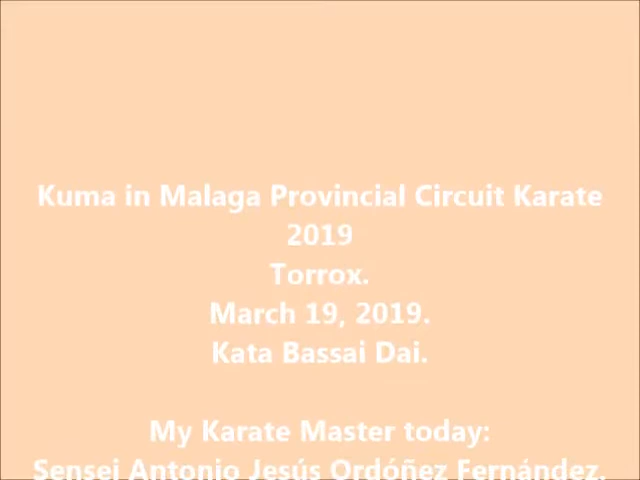 Kuma in Malaga Provincial Circuit Karate
2019
Torrox.
March 19, 2019.
Kata Bassai Dai.
My Karate Master today:
Sensei Antonio Jesús Ordóñez Fernández.